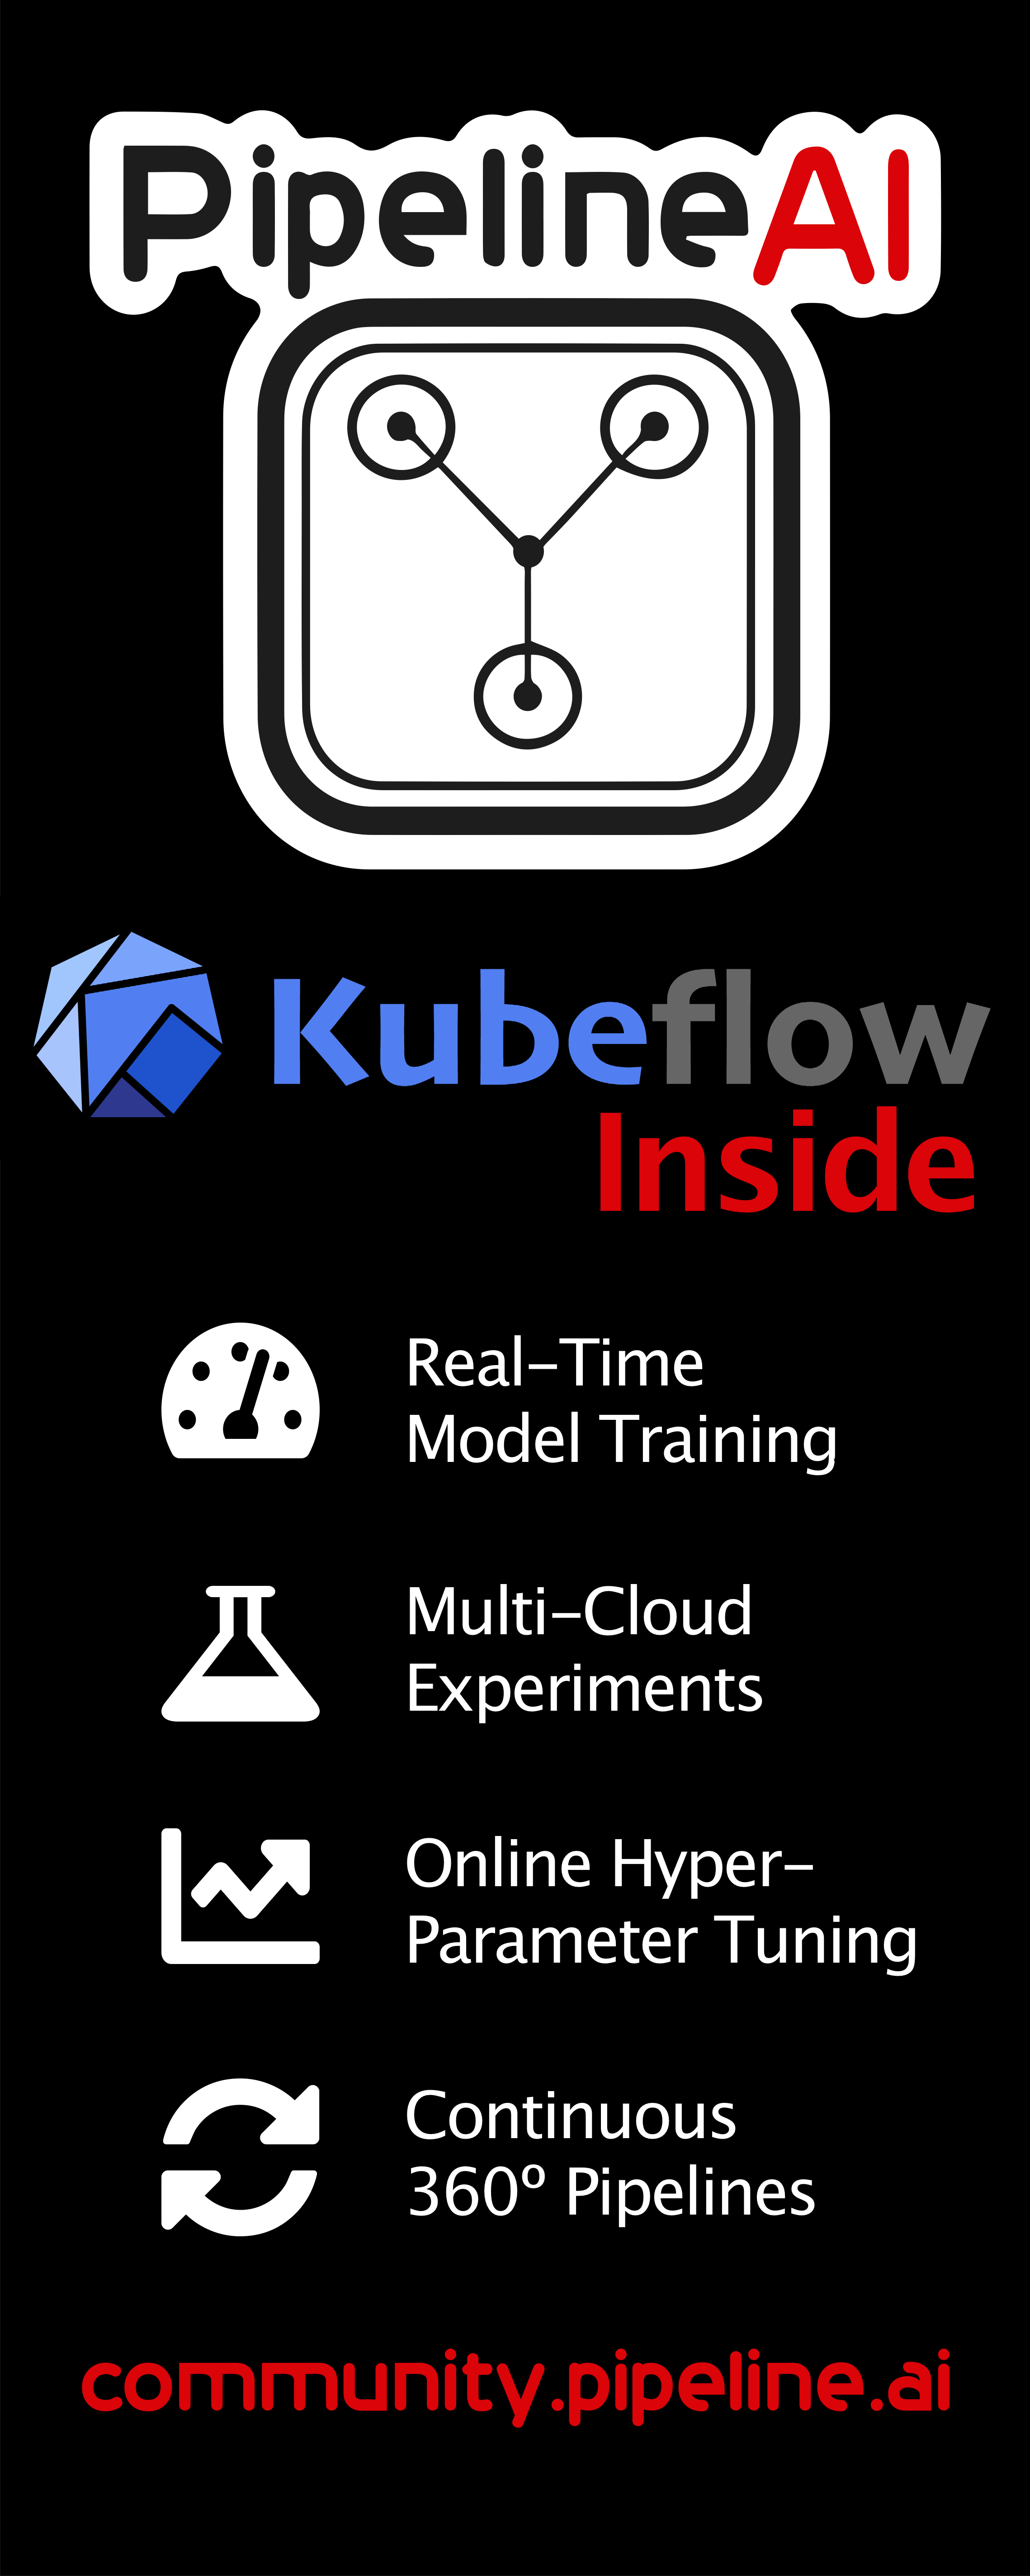 PipelineAI
Kubeflow
Inside
Real-Time
Model Training
Multi-Cloud
Experiments
Online Hyper-
Parameter Tuning
Continuous
360º Pipelines
community.pipeline.ai